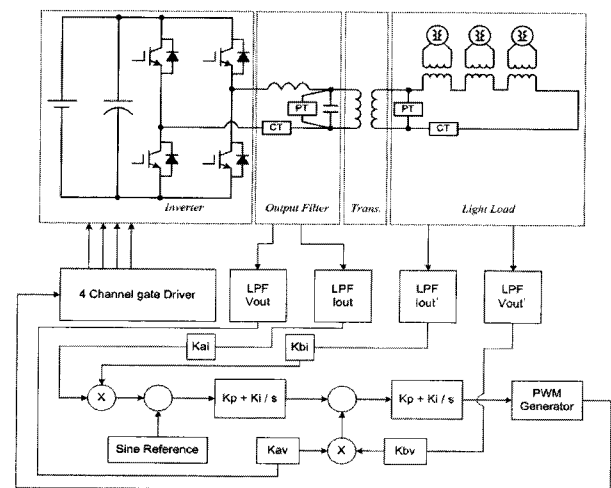 PT
PT
CT
CT
Inverter
Output Filter
Trans.
Light Load
4 Channel gate Driver
LPF
Vout
LPF
Iout
LPF
Iout'
LPF
Vout'
Kai
Kbi
X
Kp + Ki / s
Kp + Ki / s
PWM
Generator
Sine Reference
Kav
X
Kbv